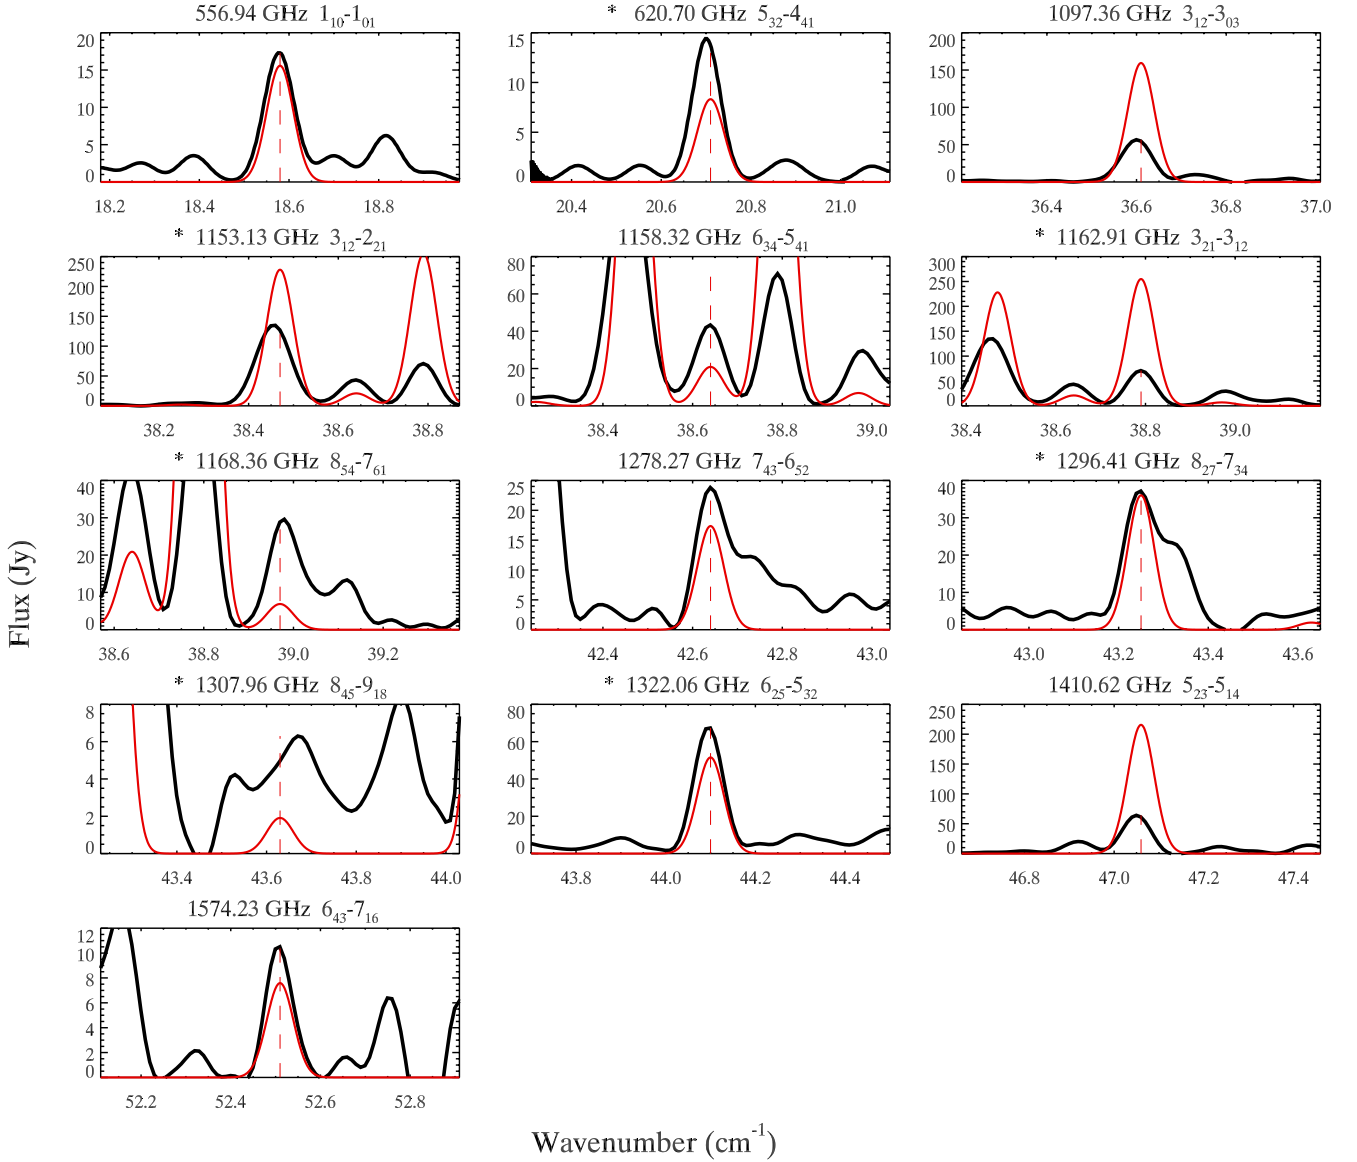 556.94 GHz 1₁₀-1₀₁
* 620.70 GHz 5₃₂-4₄₁
1097.36 GHz 3₁₂-3₀₃
20
15
10
5
0
18.2 18.4 18.6 18.8
15
10
5
0
20.4 20.6 20.8 21.0
200
150
100
50
0
36.4 36.6 36.8 37.0
* 1153.13 GHz 3₁₂-2₂₁
1158.32 GHz 6₃₄-5₄₁
* 1162.91 GHz 3₂₁-3₁₂
250
200
150
100
50
0
38.2 38.4 38.6 38.8
80
60
40
20
0
38.4 38.6 38.8 39.0
300
250
200
150
100
50
0
38.4 38.6 38.8 39.0
* 1168.36 GHz 8₅₄-7₆₁
1278.27 GHz 7₄₃-6₅₂
* 1296.41 GHz 8₂₇-7₃₄
40
30
20
10
0
38.6 38.8 39.0 39.2
25
20
15
10
5
0
42.4 42.6 42.8 43.0
40
30
20
10
0
43.0 43.2 43.4 43.6
* 1307.96 GHz 8₄₅-9₁₈
* 1322.06 GHz 6₂₅-5₃₂
1410.62 GHz 5₂₃-5₁₄
8
6
4
2
0
43.4 43.6 43.8 44.0
80
60
40
20
0
43.8 44.0 44.2 44.4
250
200
150
100
50
0
46.8 47.0 47.2 47.4
1574.23 GHz 6₄₃-7₁₆
12
10
8
6
4
2
0
52.2 52.4 52.6 52.8
Flux (Jy)
Wavenumber (cm⁻¹)